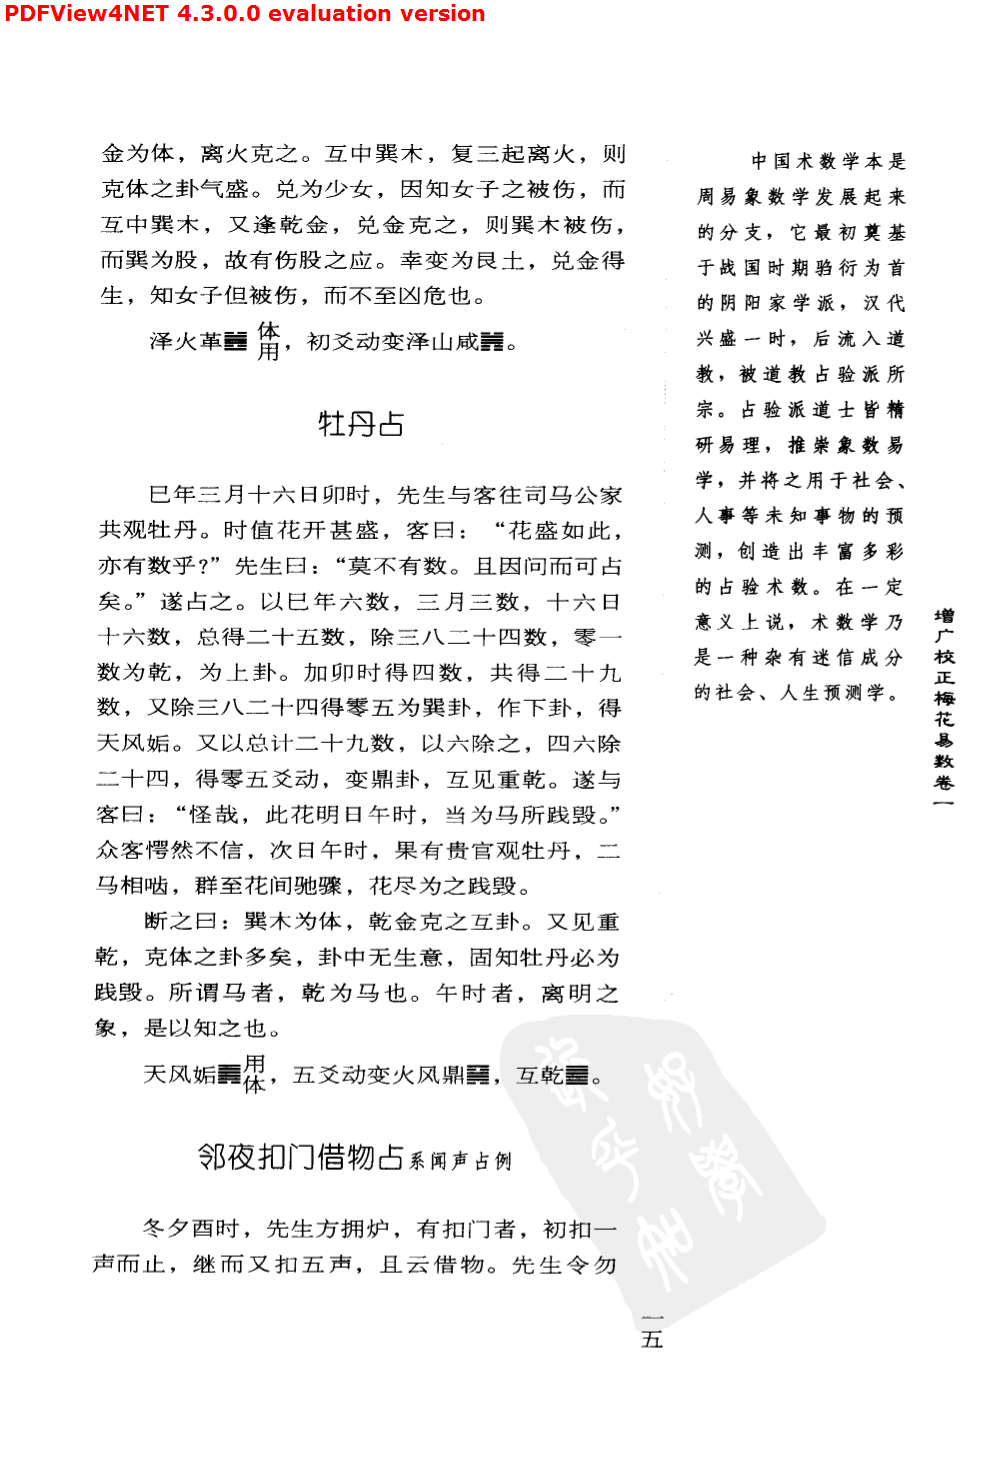 PDFView4NET 4.3.0.0 evaluation version
金为体，离火克之。互中巽木，复三起离火，则
克体之卦气盛。兑为少女，因知女子之被伤，而
互中巽木，又逢乾金，兑金克之，则巽木被伤，
而巽为股，故有伤股之应。幸变为艮土，兑金得
生，知女子但被伤，而不至凶危也。
泽火革䷰体用，初爻动变泽山咸䷞。
牡丹占
巳年三月十六日卯时，先生与客往司马公家
共观牡丹。时值花开甚盛，客曰：“花盛如此，
亦有数乎？”先生曰：“莫不有数。且因问而可占
矣。”遂占之。以巳年六数，三月三数，十六日
十六数，总得二十五数，除三八二十四数，零一
数为乾，为上卦。加卯时得四数，共得二十九
数，又除三八二十四得零五为巽卦，作下卦，得
天风姤。又以总计二十九数，以六除之，四六除
二十四，得零五爻动，变鼎卦，互见重乾。遂与
客曰：“怪哉，此花明日午时，当为马所践毁。”
众客愕然不信，次日午时，果有贵官观牡丹，二
马相啮，群至花间驰骤，花尽为之践毁。
断之曰：巽木为体，乾金克之互卦。又见重
乾，克体之卦多矣，卦中无生意，固知牡丹必为
践毁。所谓马者，乾为马也。午时者，离明之
象，是以知之也。
天风姤䷫用体，五爻动变火风鼎䷱，互乾䷀。
邻夜扣门借物占系闻声占例
冬夕酉时，先生方拥炉，有扣门者，初扣一
声而止，继而又扣五声，且云借物。先生令勿
中国术数学本是
周易象数学发展起来
的分支，它最初奠基
于战国时期驺衍为首
的阴阳家学派，汉代
兴盛一时，后流入道
教，被道教占验派所
宗。占验派道士皆精
研易理，推崇象数易
学，并将之用于社会、
人事等未知事物的预
测，创造出丰富多彩
的占验术数。在一定
意义上说，术数学乃
是一种杂有迷信成分
的社会、人生预测学。
增广校正梅花易数卷一
一五